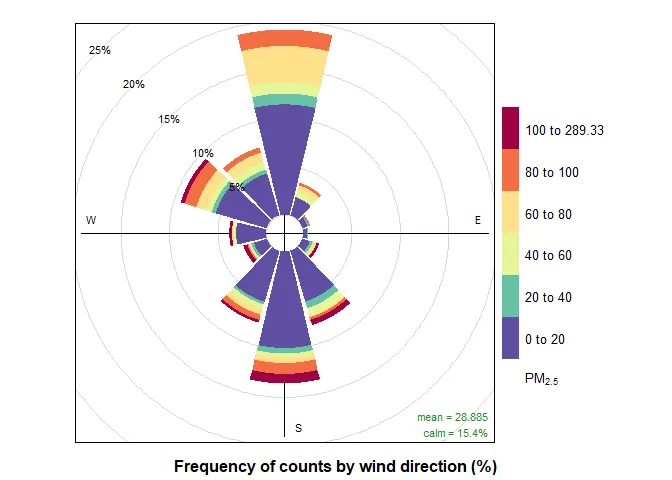 25%
20%
15%
10%
5%
W
E
S
100 to 289.33
80 to 100
60 to 80
40 to 60
20 to 40
0 to 20
PM2.5
mean = 28.885
calm = 15.4%
Frequency of counts by wind direction (%)